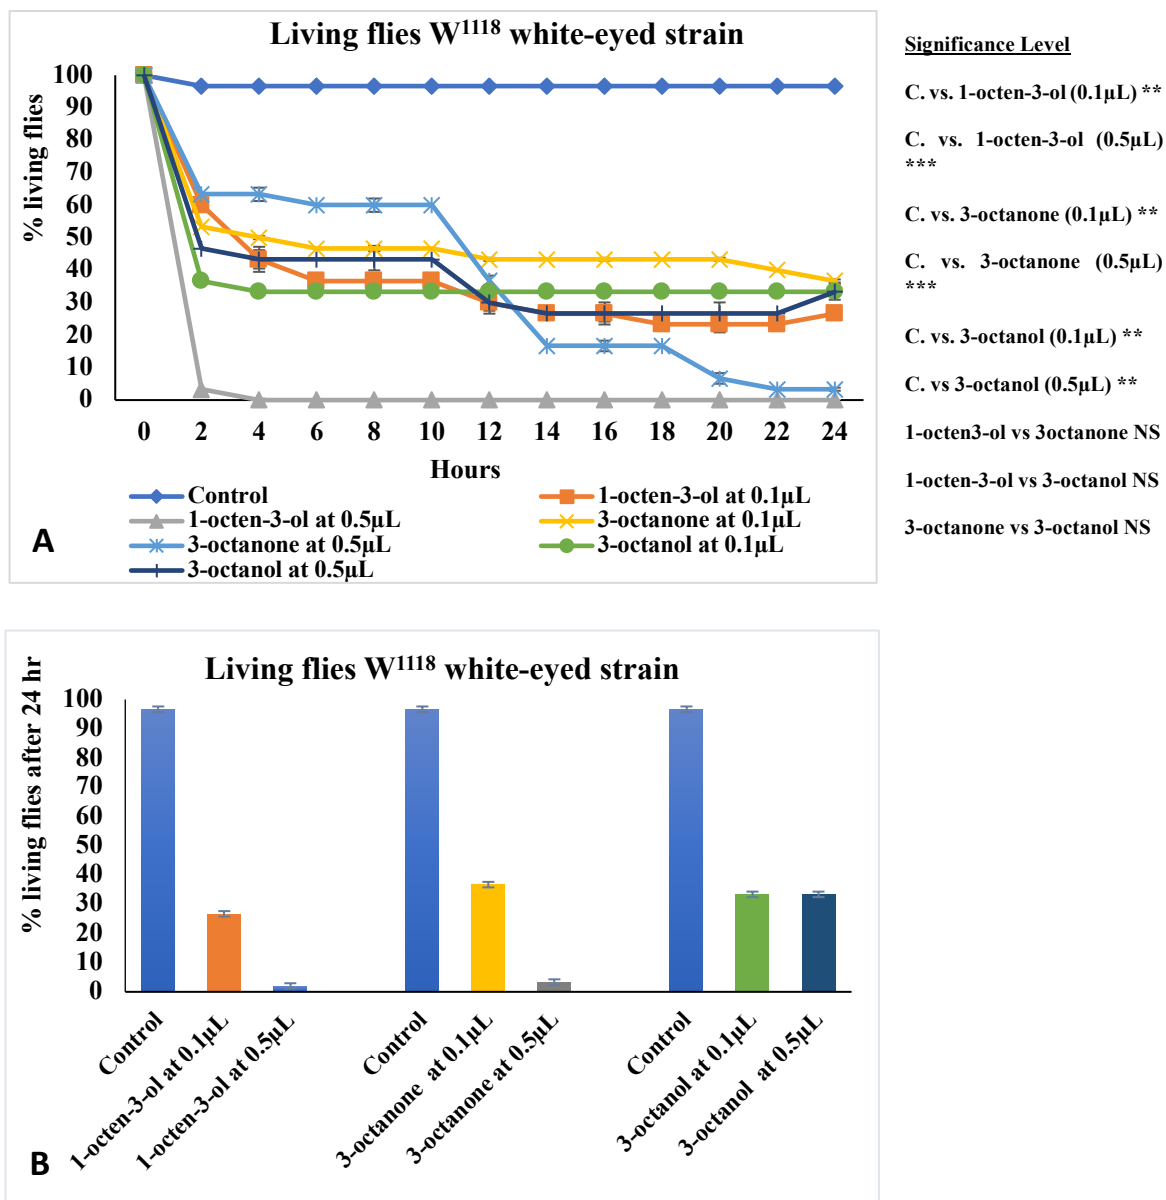 Living flies W1118 white-eyed strain
% living flies
100
90
80
70
60
50
40
30
20
10
0
0 2 4 6 8 10 12 14 16 18 20 22 24
Hours
Control
1-octen-3-ol at 0.1µL
1-octen-3-ol at 0.5µL
3-octanone at 0.1µL
3-octanone at 0.5µL
3-octanol at 0.1µL
3-octanol at 0.5µL
A
Significance Level
C. vs. 1-octen-3-ol (0.1µL) **
C. vs. 1-octen-3-ol (0.5µL)
***
C. vs. 3-octanone (0.1µL) **
C. vs. 3-octanone (0.5µL)
***
C. vs. 3-octanol (0.1µL) **
C. vs 3-octanol (0.5µL) **
1-octen3-ol vs 3octanone NS
1-octen-3-ol vs 3-octanol NS
3-octanone vs 3-octanol NS
Living flies W1118 white-eyed strain
% living flies after 24 hr
100
90
80
70
60
50
40
30
20
10
0
Control
1-octen-3-ol at 0.1µL
1-octen-3-ol at 0.5µL
Control
3-octanone at 0.1µL
3-octanone at 0.5µL
Control
3-octanol at 0.1µL
3-octanol at 0.5µL
B